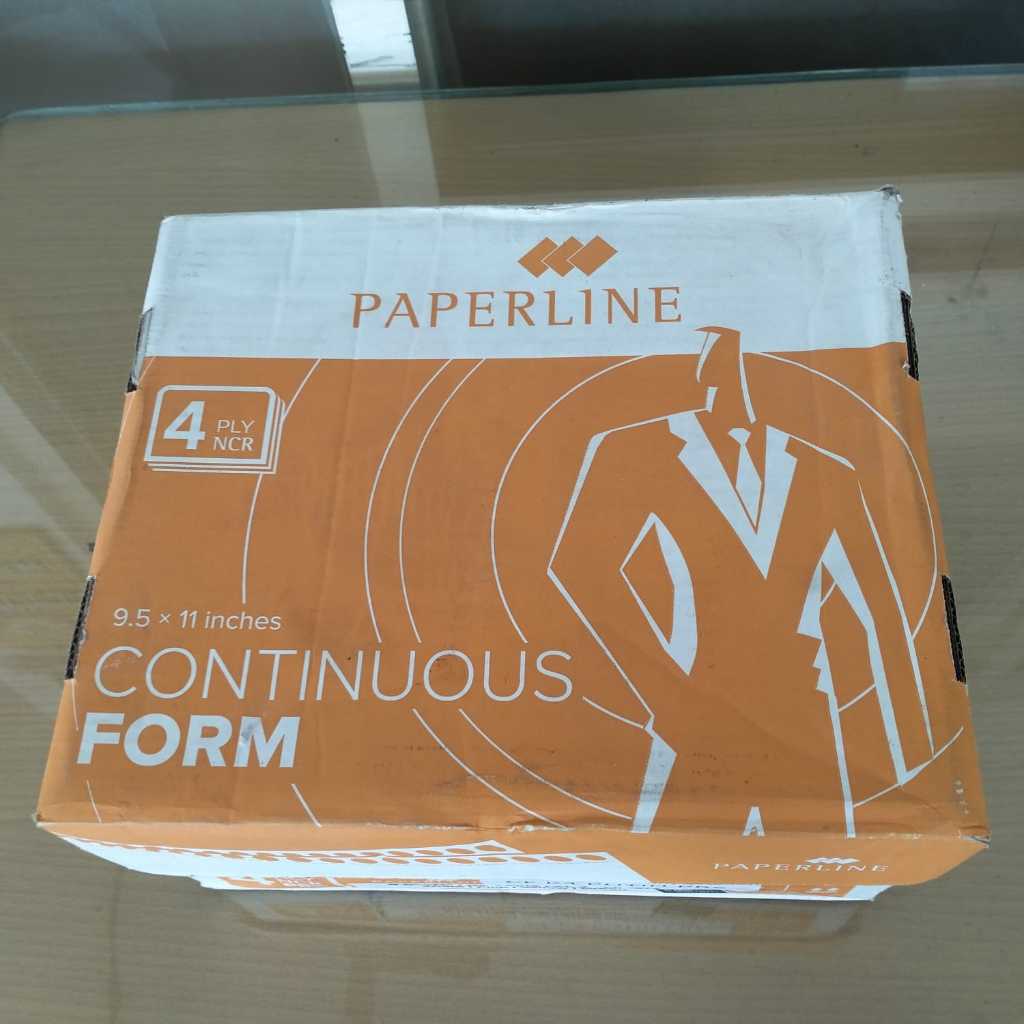 PAPERLINE
4 PLY
NCR
9.5 × 11 inches
CONTINUOUS
FORM
PAPERLINE